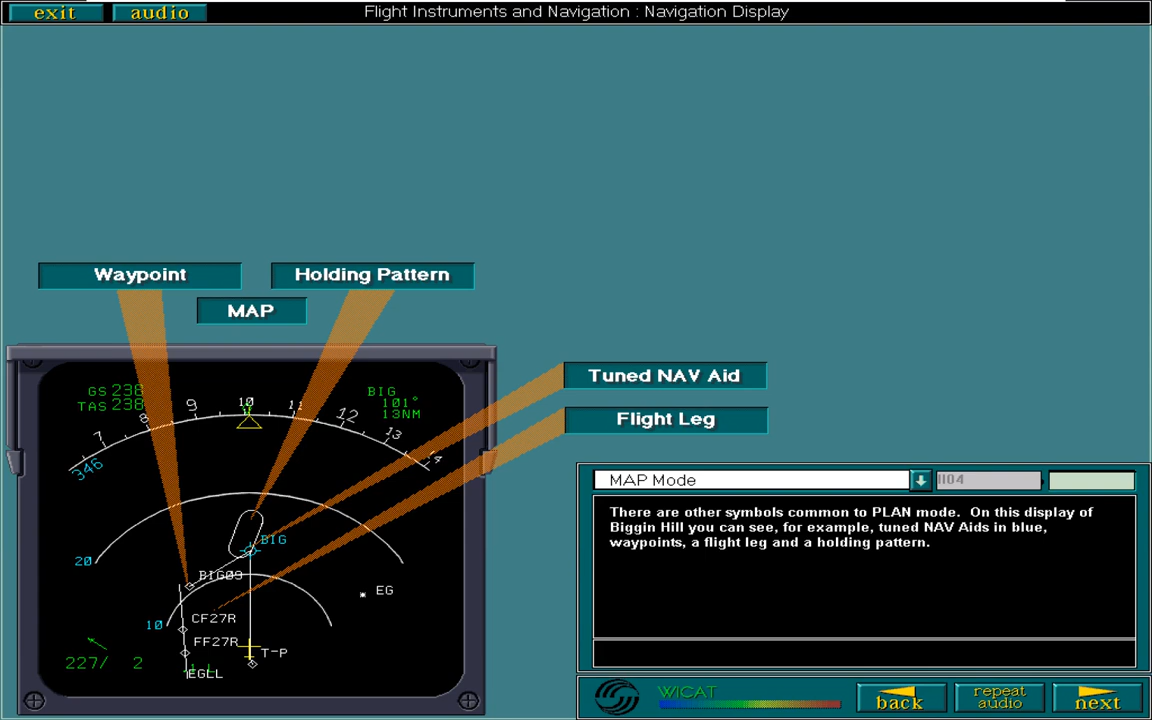 exit
audio
Flight Instruments and Navigation : Navigation Display
Waypoint
Holding Pattern
MAP
Tuned NAV Aid
Flight Leg
GS 238
TAS 238
BIG
101°
13NM
7
8
9
10
11
12
13
14
346
20
BIG
BIG09
EG
10
CF27R
FF27R
T-P
EGLL
227/ 2
MAP Mode
1104
There are other symbols common to PLAN mode. On this display of
Biggin Hill you can see, for example, tuned NAV Aids in blue,
waypoints, a flight leg and a holding pattern.
WICAT
back
repeat
audio
next